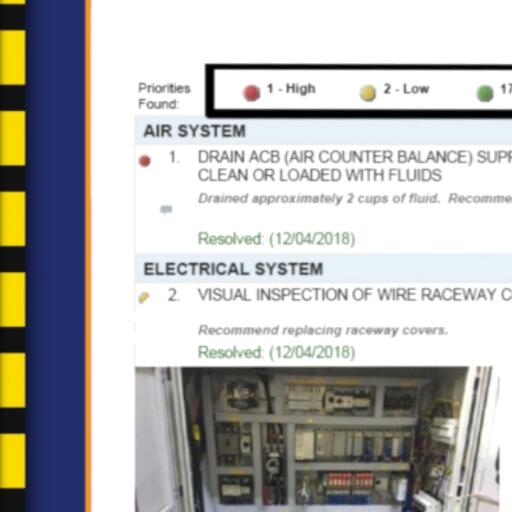 Priorities Found:
1 - High
2 - Low
17
AIR SYSTEM
1. DRAIN ACB (AIR COUNTER BALANCE)
CLEAN OR LOADED WITH FLUIDS
Drained approximately 2 cups of fluid.
Resolved: (12/04/2018)
ELECTRICAL SYSTEM
2. VISUAL INSPECTION OF WIRE RACEWAY
Recommend replacing raceway covers.
Resolved: (12/04/2018)